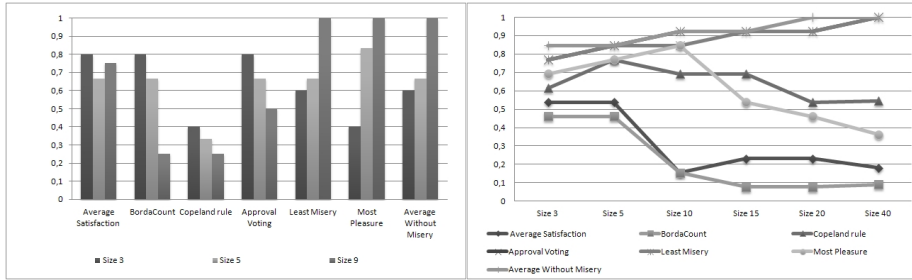 1
0,9
0,8
0,7
0,6
0,5
0,4
0,3
0,2
0,1
0
Average Satisfaction
BordaCount
Copeland rule
Approval Voting
Least Misery
Most Pleasure
Average Without Misery
Size 3
Size 5
Size 9
1
0,9
0,8
0,7
0,6
0,5
0,4
0,3
0,2
0,1
0
Size 3
Size 5
Size 10
Size 15
Size 20
Size 40
Average Satisfaction
BordaCount
Copeland rule
Approval Voting
Least Misery
Most Pleasure
Average Without Misery